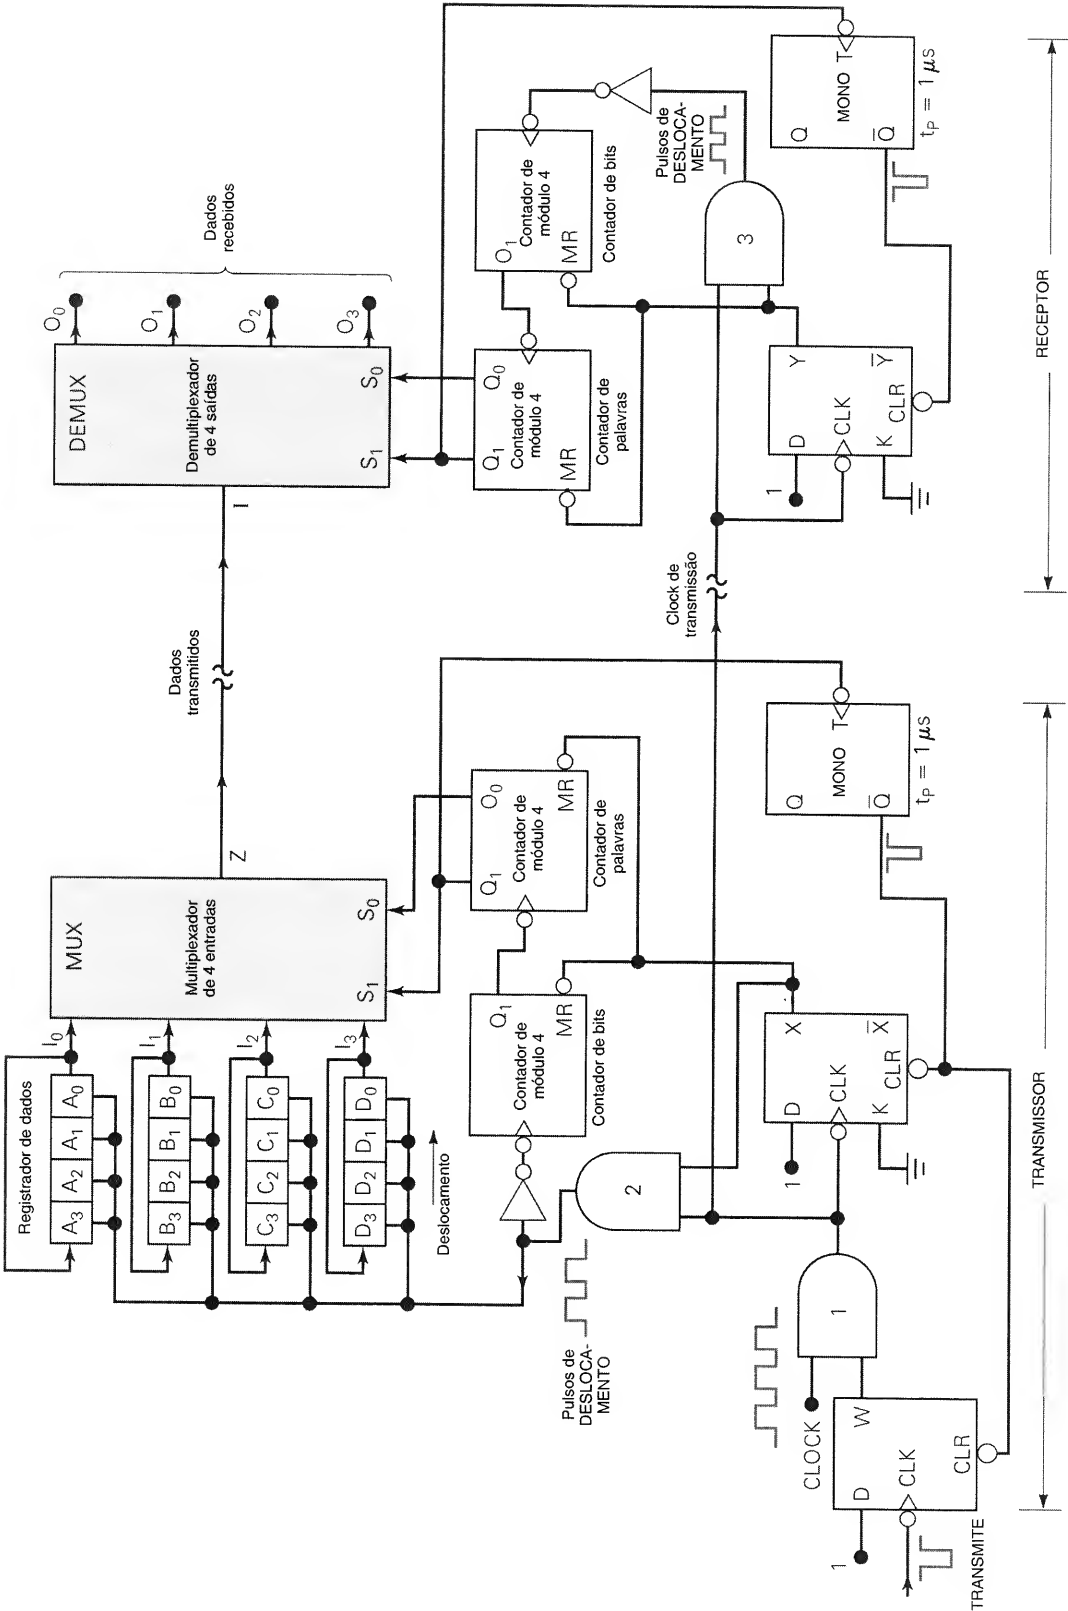 Registrador de dados
A3 A2 A1 A0
B3 B2 B1 B0
C3 C2 C1 C0
D3 D2 D1 D0
Deslocamento
I0
I1
I2
I3
MUX
Multiplexador
de 4 entradas
S1
S0
Z
Dados
transmitidos
I
DEMUX
Demultiplexador
de 4 saídas
S1
S0
O0
O1
O2
O3
Dados
recebidos
Pulsos de
DESLOCA-
MENTO
Q1
Contador de
módulo 4
MR
Contador de bits
Q1
O0
Contador de
módulo 4
MR
Contador de
palavras
Q1
Q0
Contador de
módulo 4
MR
Contador de
palavras
O1
Contador de
módulo 4
MR
Contador de bits
Pulsos de
DESLOCA-
MENTO
Clock de
transmissão
1
D
CLK
W
CLR
TRANSMITE
CLOCK
1
2
1
D
X
CLK
K
X̅
CLR
Q
MONO T
Q̅
tP = 1 µs
1
D
Y
CLK
K
Y̅
CLR
3
Q
MONO T
Q̅
tP = 1 µs
TRANSMISSOR
RECEPTOR